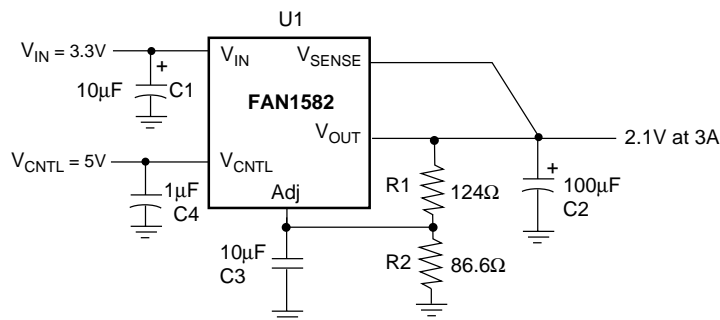 U1
V_IN = 3.3V
V_IN
V_SENSE
+
10μF
C1
FAN1582
V_OUT
2.1V at 3A
V_CNTL = 5V
V_CNTL
+
R1
124Ω
100μF
C2
1μF
C4
Adj
10μF
C3
R2
86.6Ω